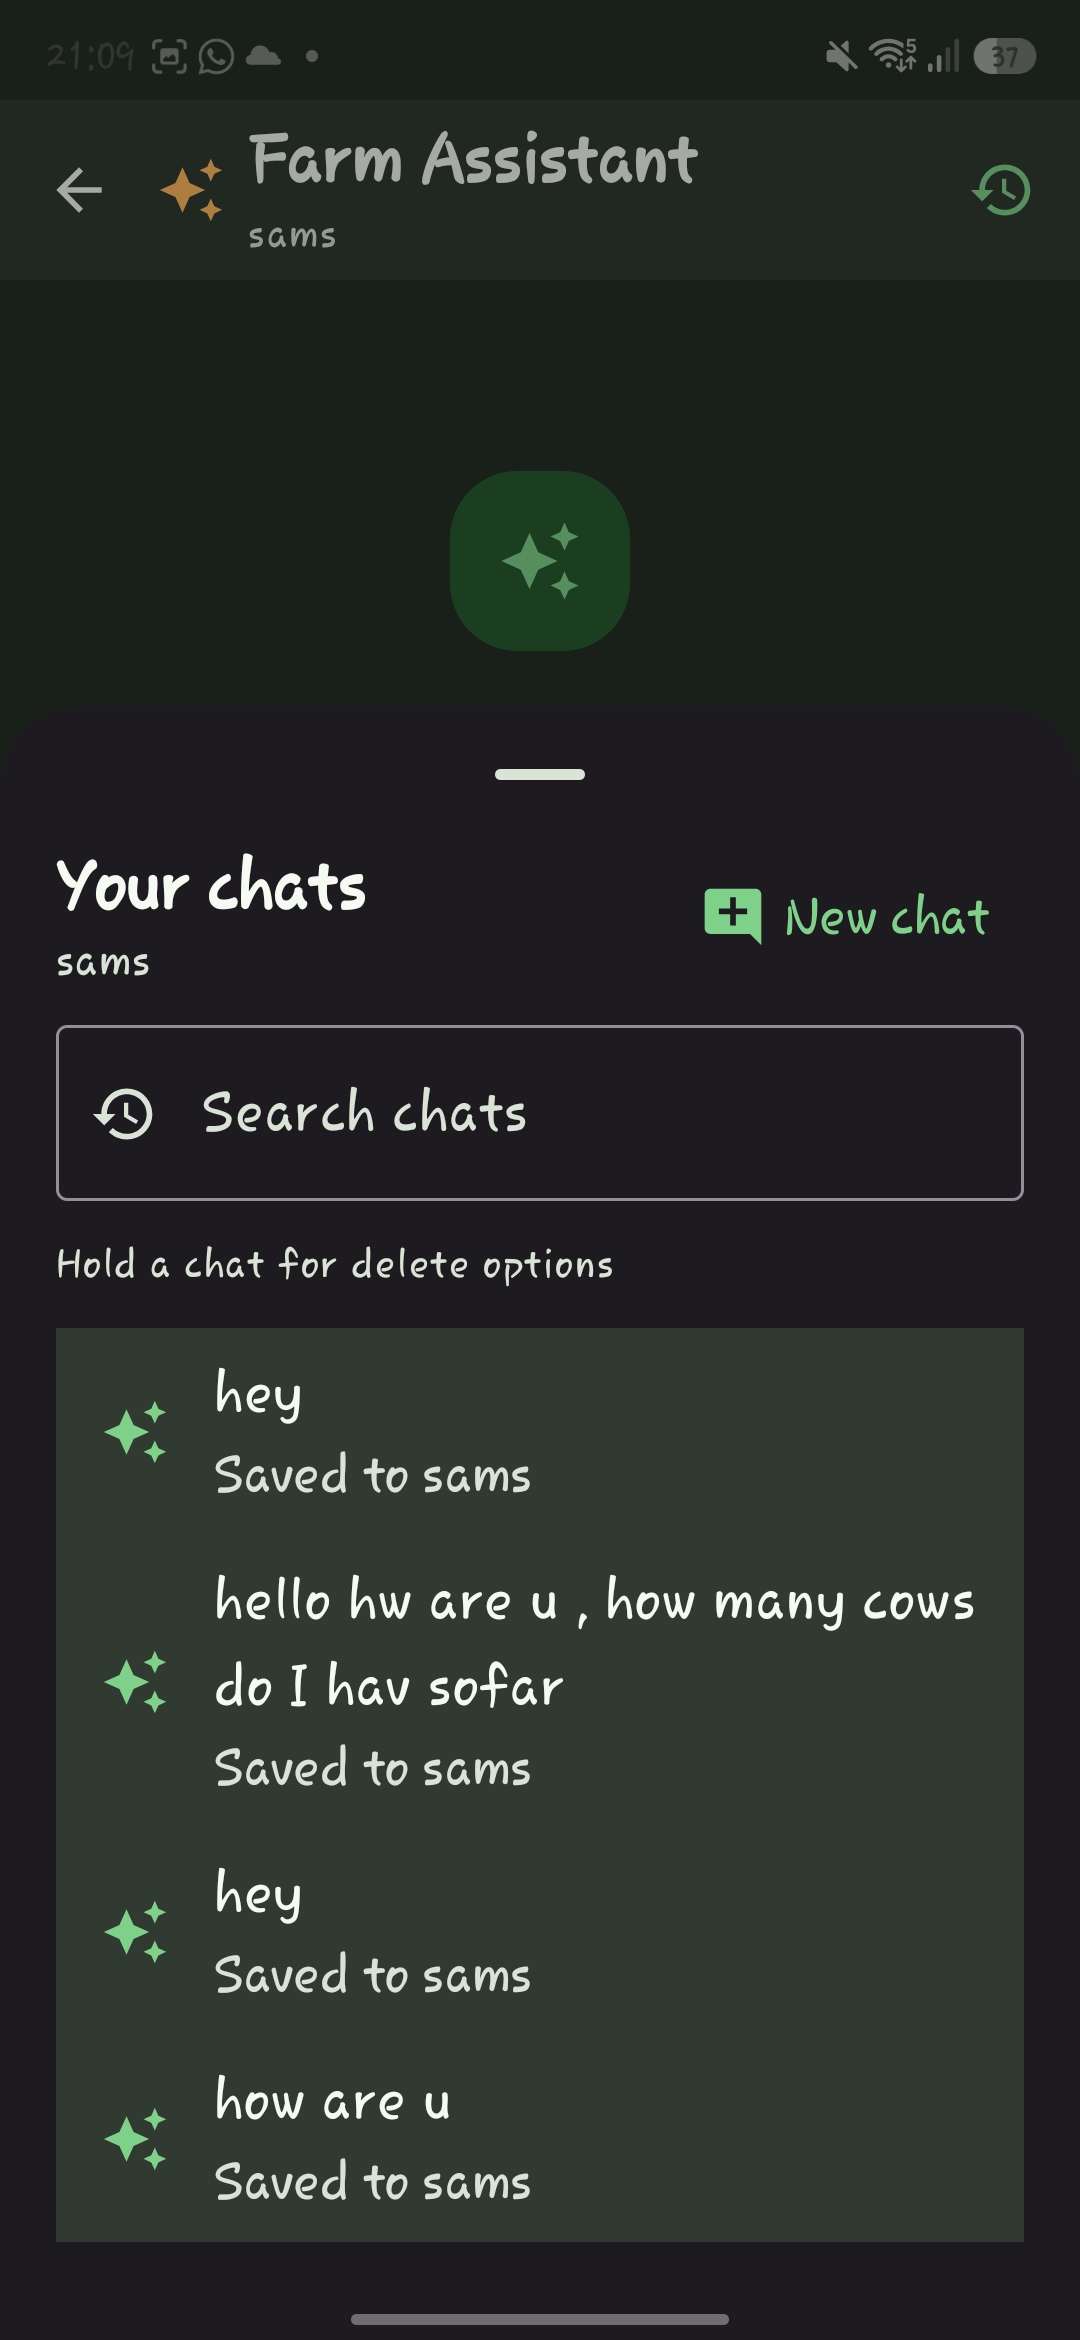 21:09
5
37
Farm Assistant
sams
Your chats
New chat
sams
Search chats
Hold a chat for delete options
hey
Saved to sams
hello hw are u , how many cows
do I hav sofar
Saved to sams
hey
Saved to sams
how are u
Saved to sams